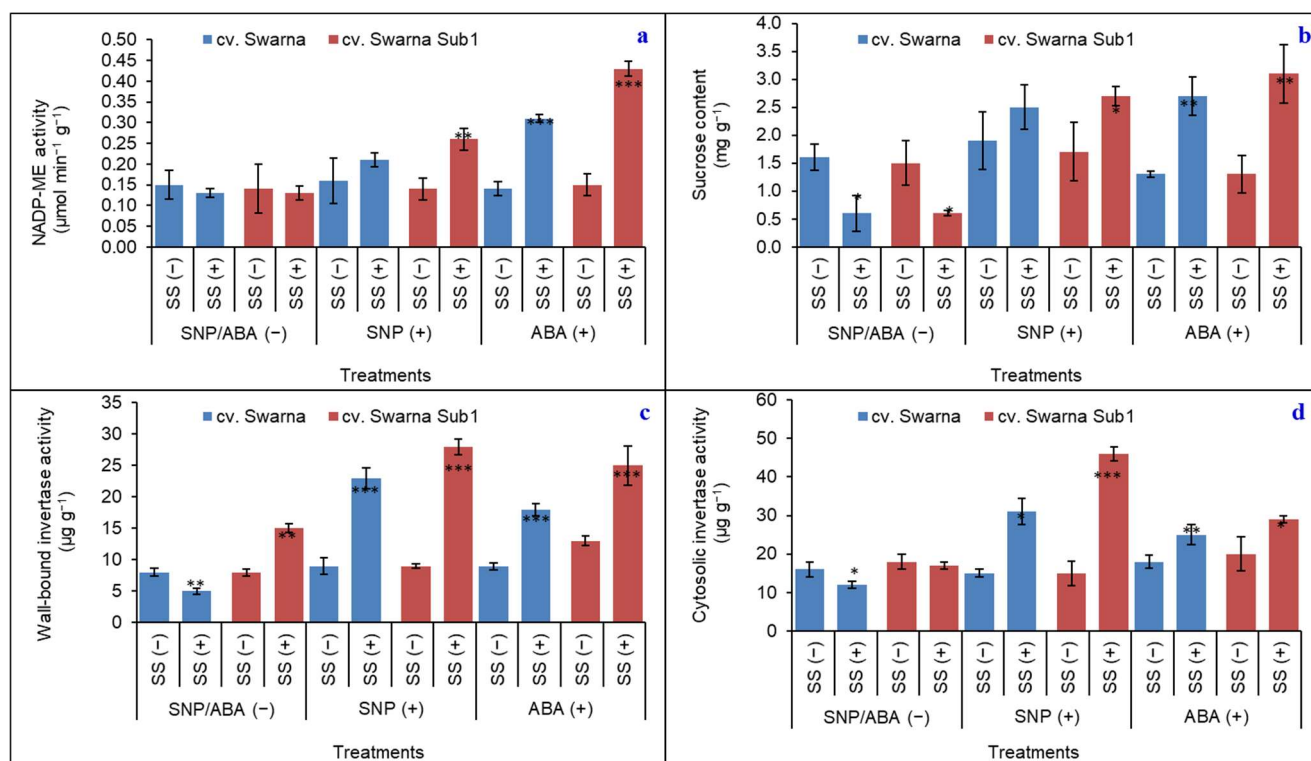 a
cv. Swarna cv. Swarna Sub1
NADP-ME activity
(µmol min⁻¹ g⁻¹)
0.50
0.45
0.40
0.35
0.30
0.25
0.20
0.15
0.10
0.05
0.00
** *** ***
SS (−) SS (+) SS (−) SS (+) SS (−) SS (+) SS (−) SS (+) SS (−) SS (+) SS (−) SS (+)
SNP/ABA (−) SNP (+) ABA (+)
Treatments
b
cv. Swarna cv. Swarna Sub1
Sucrose content
(mg g⁻¹)
4.0
3.5
3.0
2.5
2.0
1.5
1.0
0.5
0.0
* * * ** **
SS (−) SS (+) SS (−) SS (+) SS (−) SS (+) SS (−) SS (+) SS (−) SS (+) SS (−) SS (+)
SNP/ABA (−) SNP (+) ABA (+)
Treatments
c
cv. Swarna cv. Swarna Sub1
Wall-bound invertase activity
(µg g⁻¹)
35
30
25
20
15
10
5
0
** ** *** *** *** ***
SS (−) SS (+) SS (−) SS (+) SS (−) SS (+) SS (−) SS (+) SS (−) SS (+) SS (−) SS (+)
SNP/ABA (−) SNP (+) ABA (+)
Treatments
d
cv. Swarna cv. Swarna Sub1
Cytosolic invertase activity
(µg g⁻¹)
60
50
40
30
20
10
0
* * *** ** *
SS (−) SS (+) SS (−) SS (+) SS (−) SS (+) SS (−) SS (+) SS (−) SS (+) SS (−) SS (+)
SNP/ABA (−) SNP (+) ABA (+)
Treatments